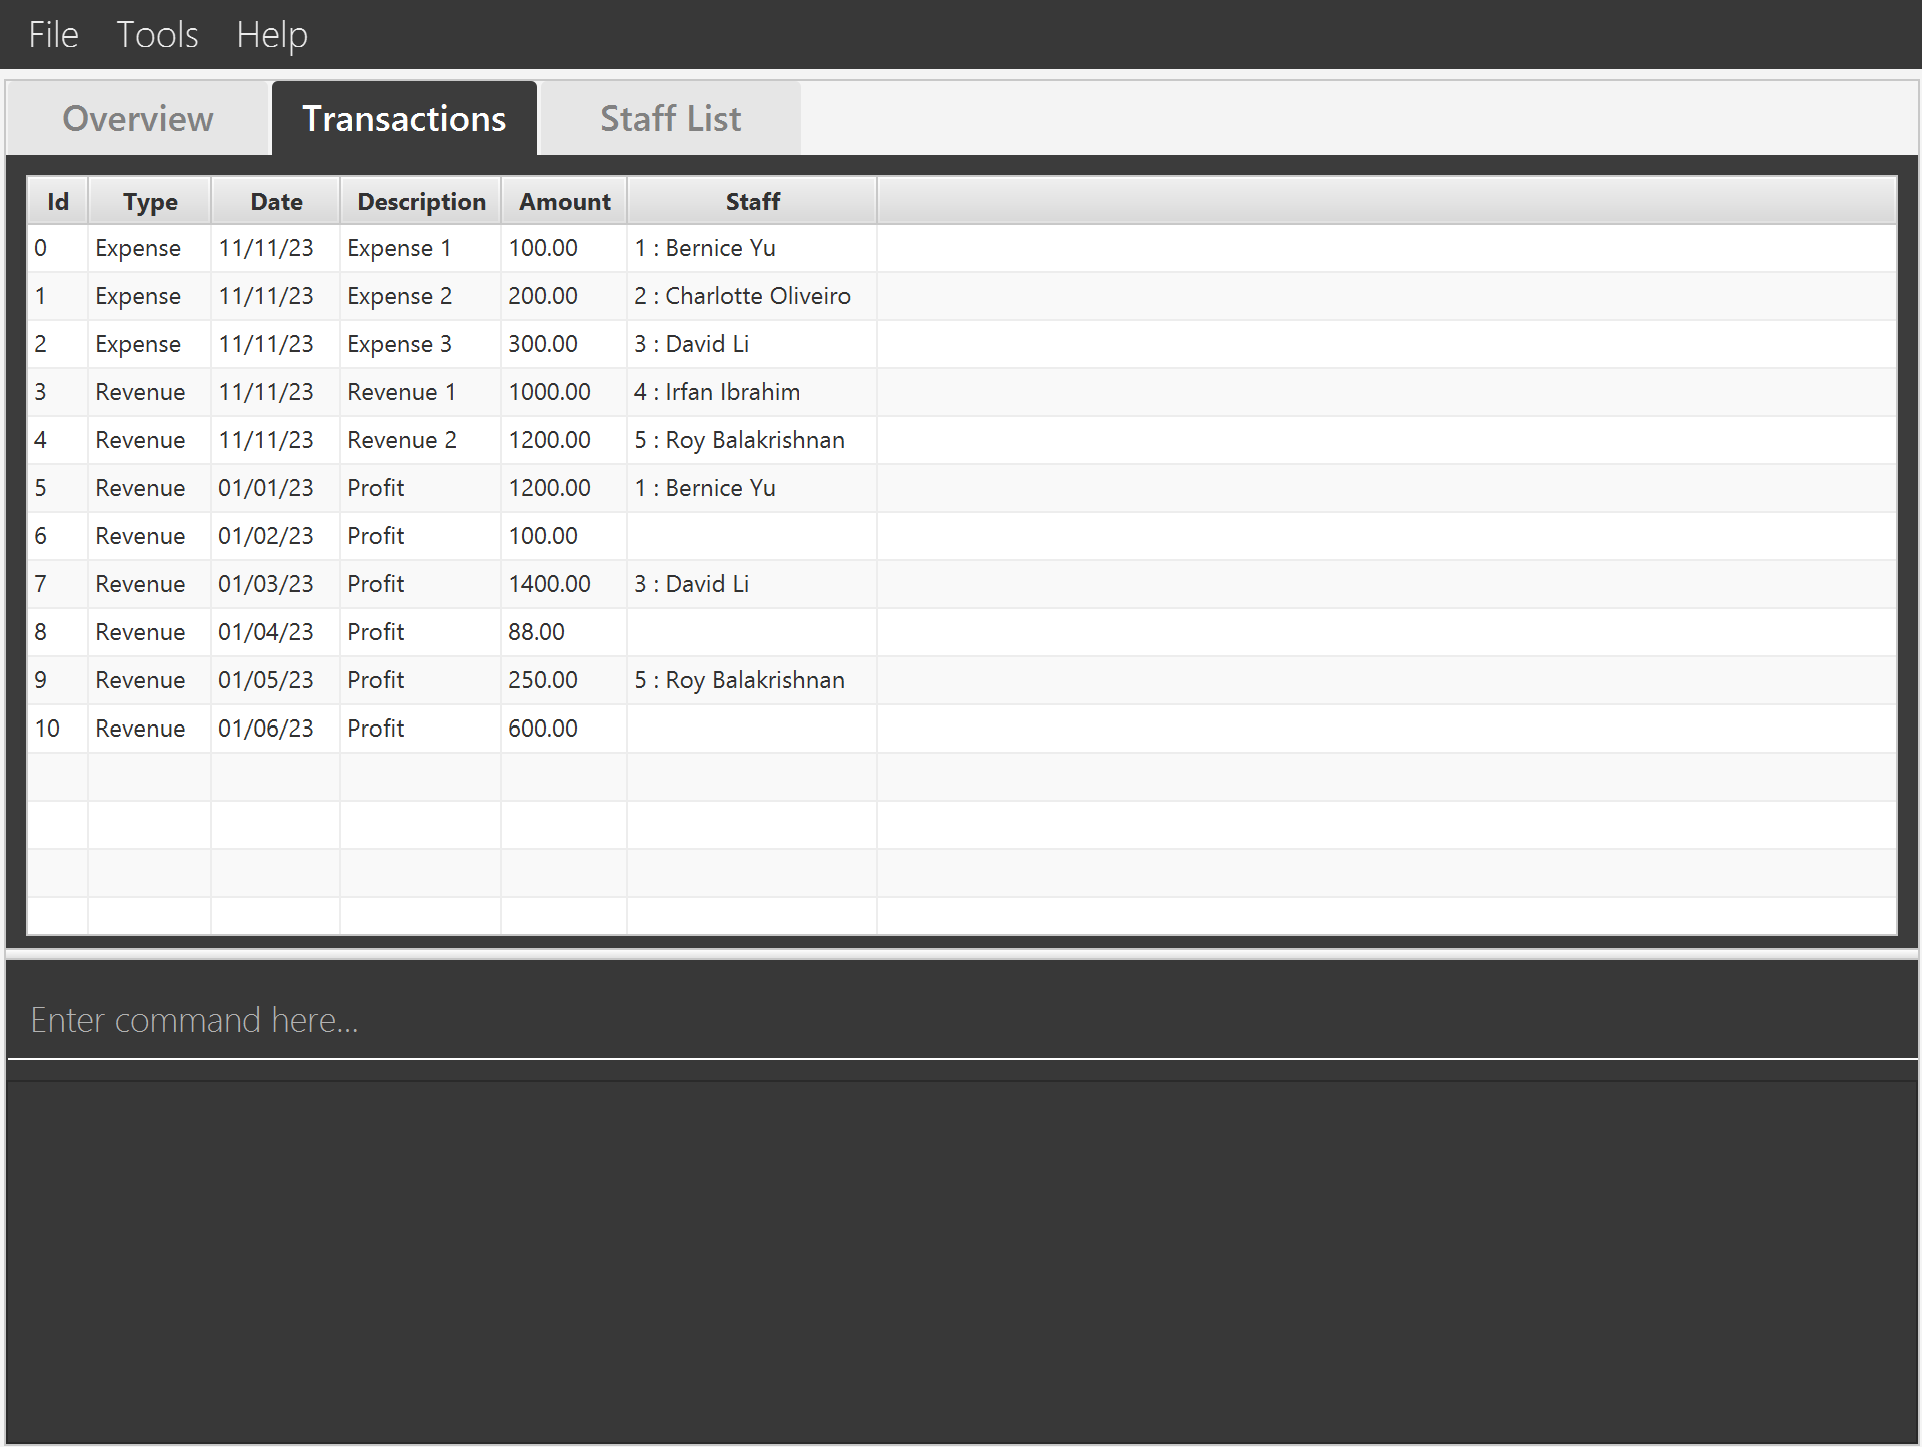 File Tools Help
Overview Transactions Staff List
Id Type Date Description Amount Staff
0 Expense 11/11/23 Expense 1 100.00 1 : Bernice Yu
1 Expense 11/11/23 Expense 2 200.00 2 : Charlotte Oliveiro
2 Expense 11/11/23 Expense 3 300.00 3 : David Li
3 Revenue 11/11/23 Revenue 1 1000.00 4 : Irfan Ibrahim
4 Revenue 11/11/23 Revenue 2 1200.00 5 : Roy Balakrishnan
5 Revenue 01/01/23 Profit 1200.00 1 : Bernice Yu
6 Revenue 01/02/23 Profit 100.00
7 Revenue 01/03/23 Profit 1400.00 3 : David Li
8 Revenue 01/04/23 Profit 88.00
9 Revenue 01/05/23 Profit 250.00 5 : Roy Balakrishnan
10 Revenue 01/06/23 Profit 600.00
Enter command here...